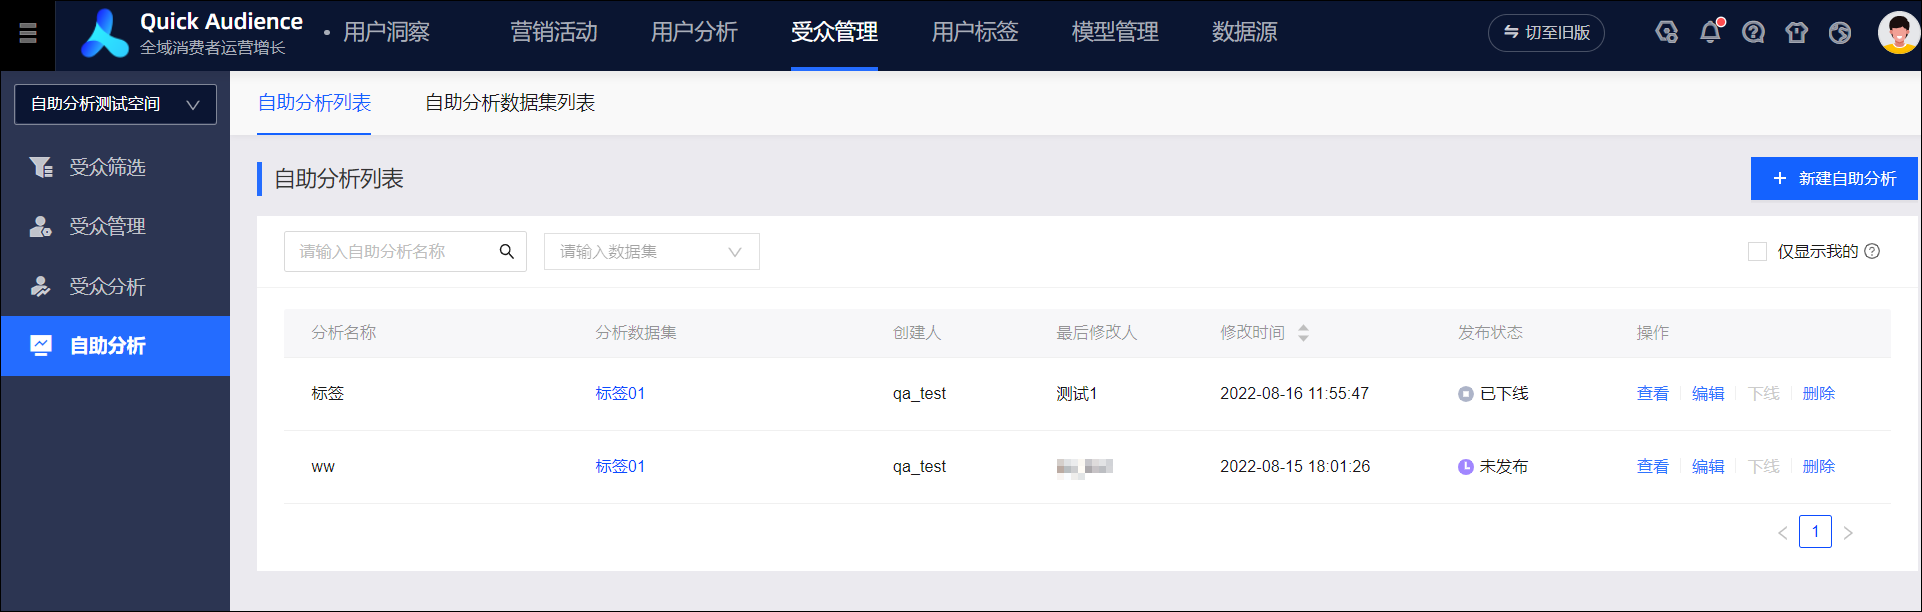 Quick Audience
全域消费者运营增长
用户洞察 营销活动 用户分析 受众管理 用户标签 模型管理 数据源 切至旧版
自助分析测试空间
受众筛选
受众管理
受众分析
自助分析
自助分析列表 自助分析数据集列表
自助分析列表
+ 新建自助分析
请输入自助分析名称 请输入数据集 仅显示我的
分析名称 分析数据集 创建人 最后修改人 修改时间 发布状态 操作
标签 标签01 qa_test 测试1 2022-08-16 11:55:47 已下线 查看 编辑 下线 删除
ww 标签01 qa_test 2022-08-15 18:01:26 未发布 查看 编辑 下线 删除
< 1 >